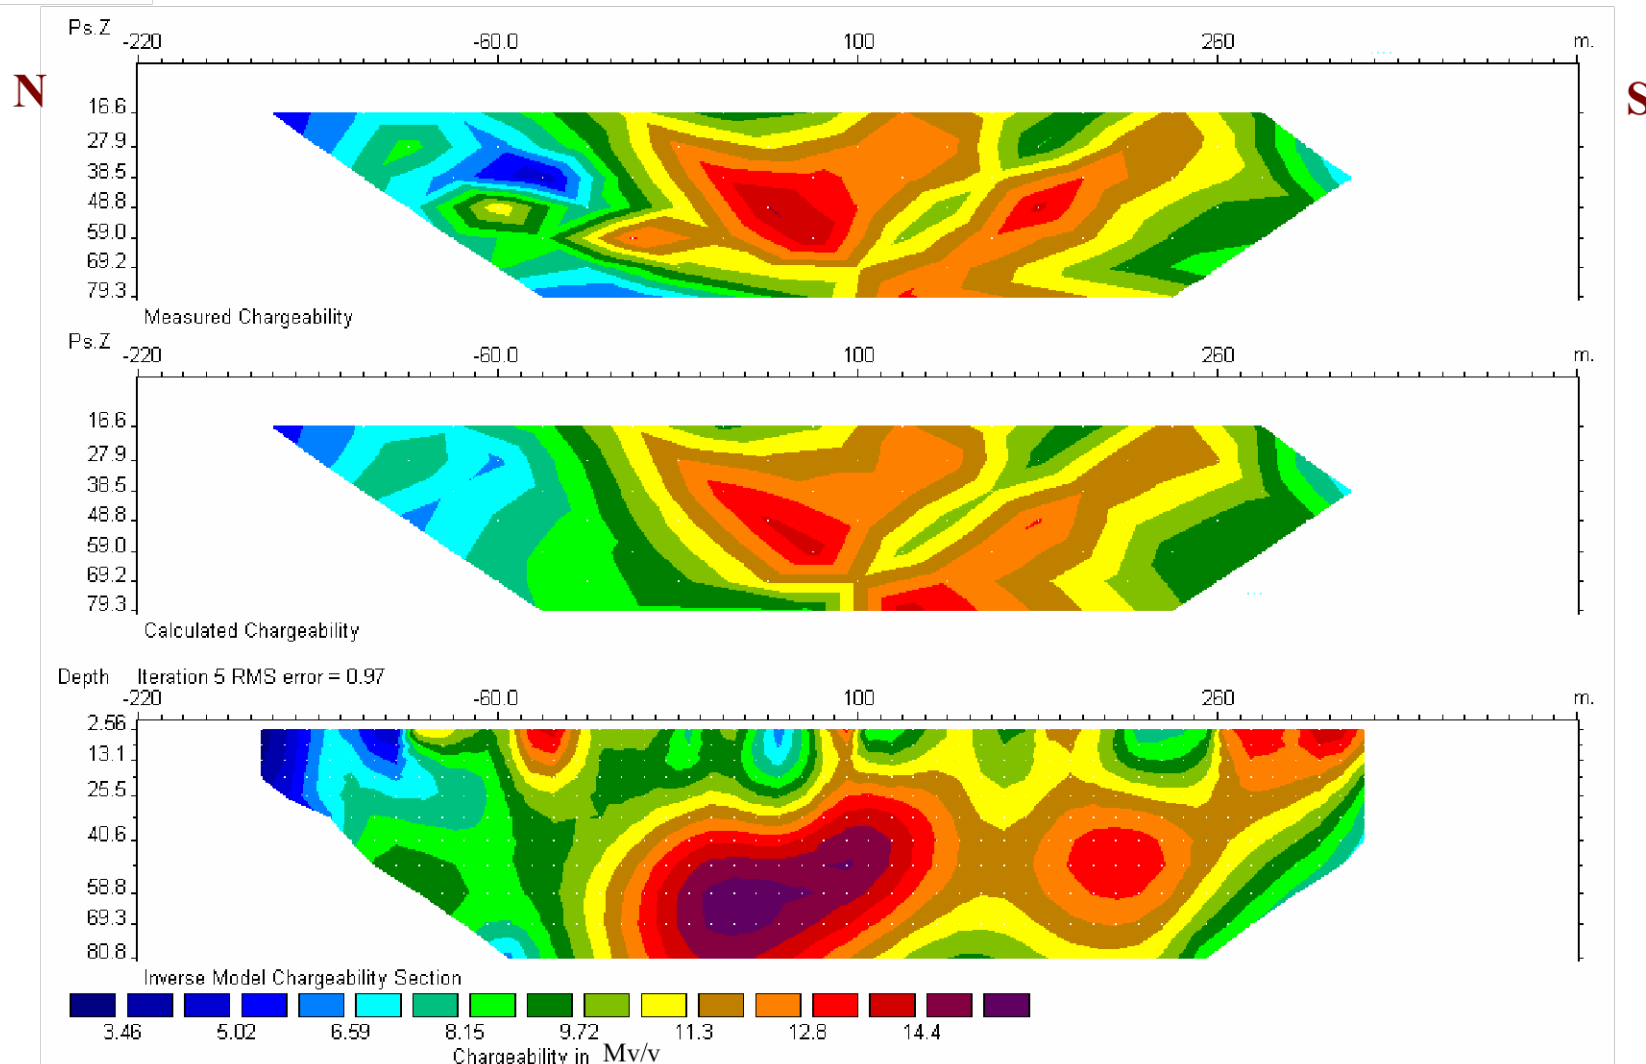 Ps.Z
-220 -60.0 100 260 m.
N
S
16.6
27.9
38.5
48.8
59.0
69.2
79.3
Measured Chargeability
Ps.Z
-220 -60.0 100 260 m.
16.6
27.9
38.5
48.8
59.0
69.2
79.3
Calculated Chargeability
Depth Iteration 5 RMS error = 0.97
-220 -60.0 100 260 m.
2.56
13.1
25.5
40.6
58.8
69.3
80.8
Inverse Model Chargeability Section
3.46 5.02 6.59 8.15 9.72 11.3 12.8 14.4
Chargeability in Mv/v